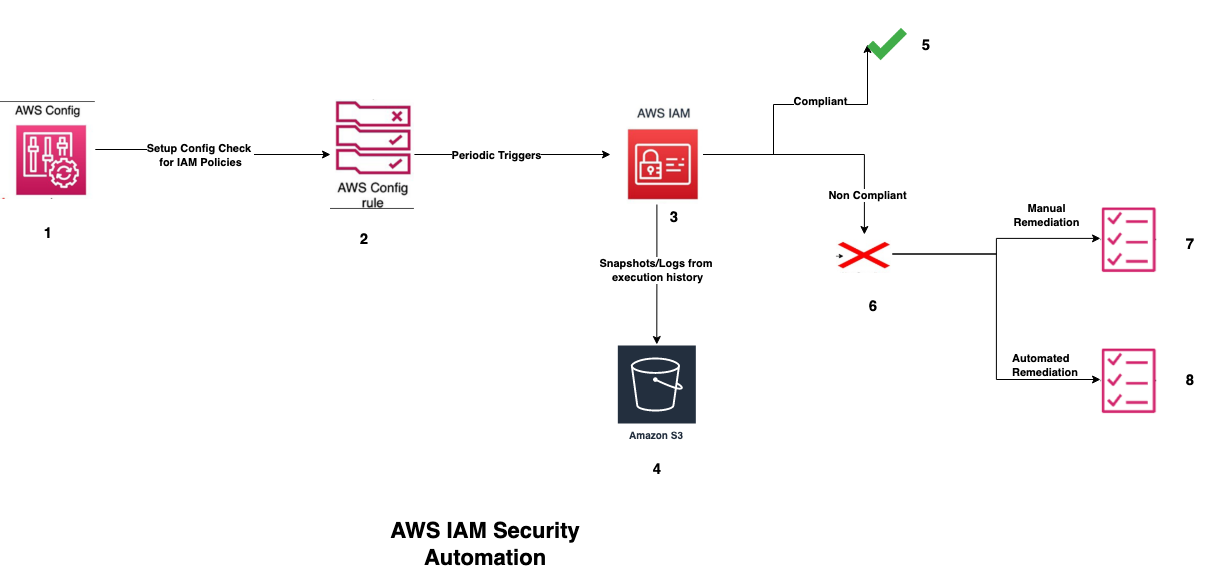 AWS Config
1
Setup Config Check
for IAM Policies
AWS Config
rule
2
Periodic Triggers
AWS IAM
3
Snapshots/Logs from
execution history
Amazon S3
4
Compliant
5
Non Compliant
6
Manual
Remediation
7
Automated
Remediation
8
AWS IAM Security
Automation